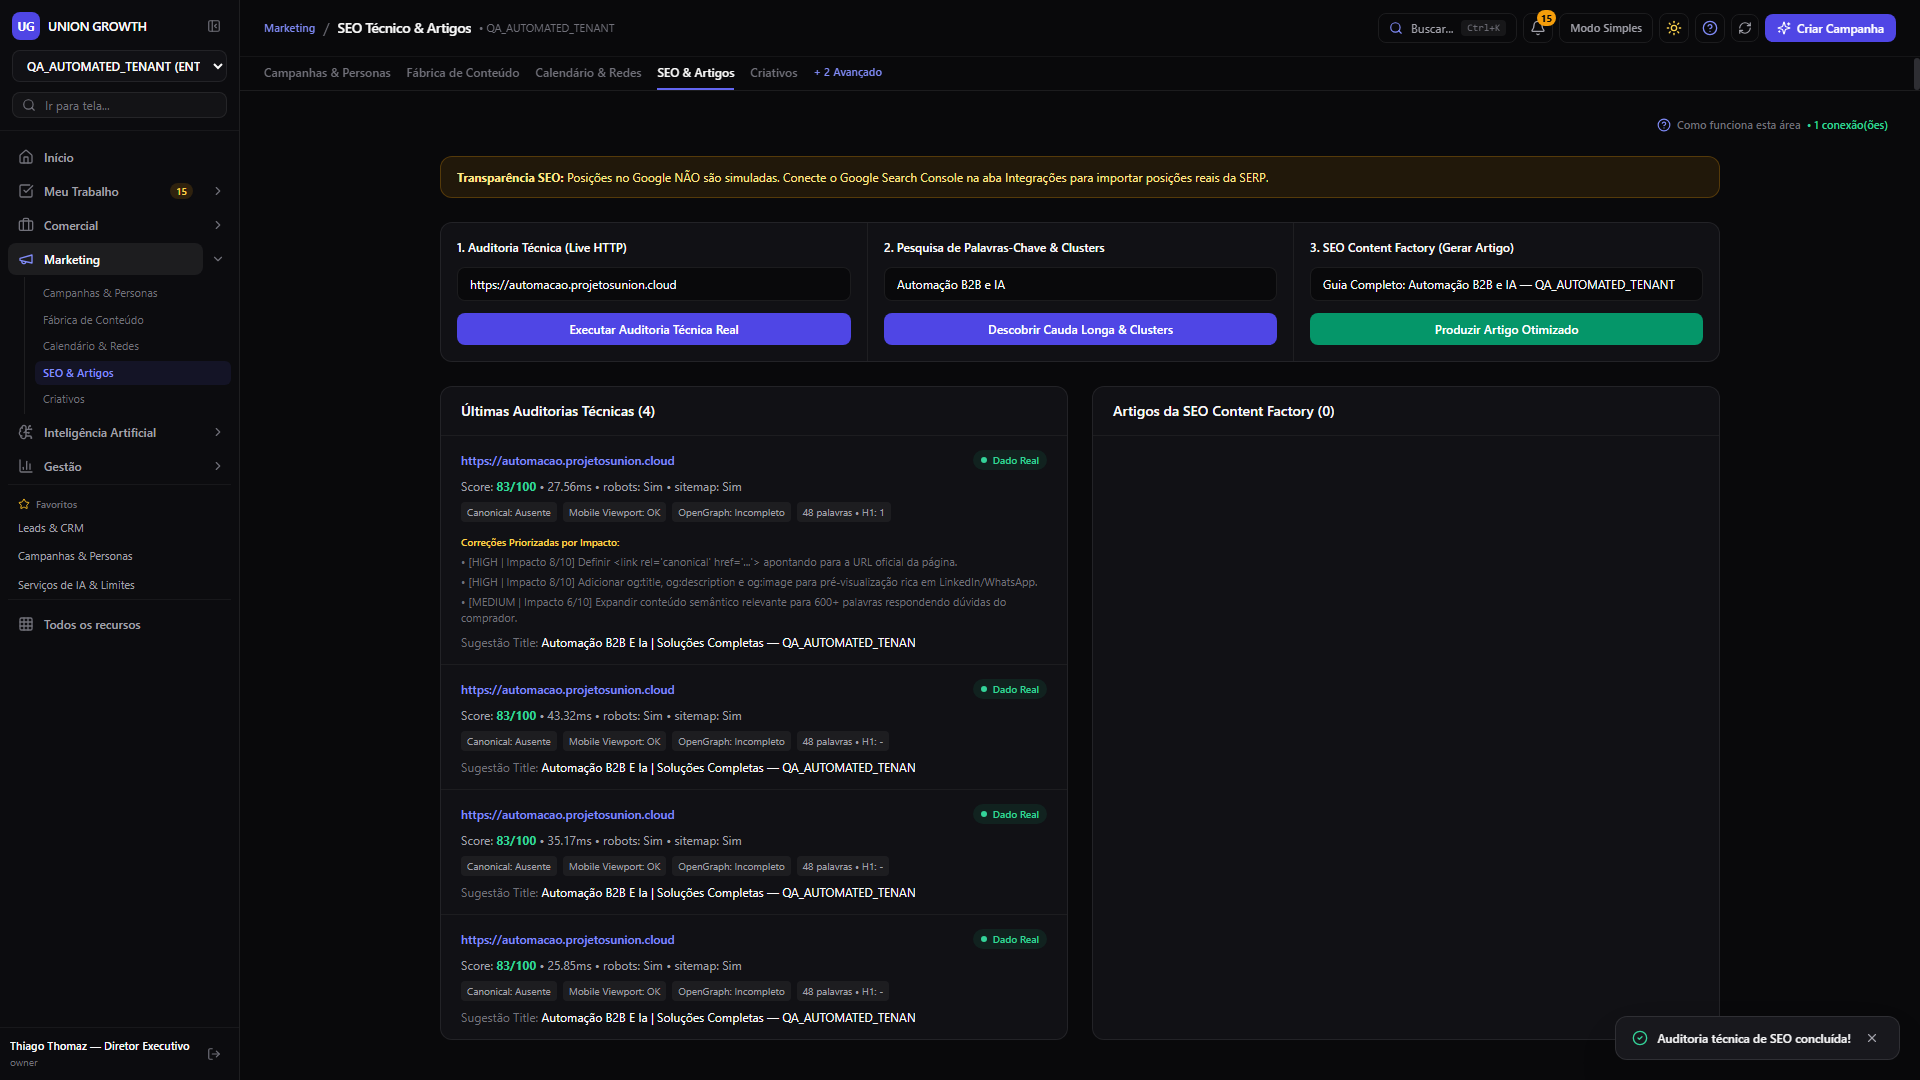 UG UNION GROWTH
QA_AUTOMATED_TENANT (ENT
Ir para tela...
Início
Meu Trabalho 15
Comercial
Marketing
Campanhas & Personas
Fábrica de Conteúdo
Calendário & Redes
SEO & Artigos
Criativos
Inteligência Artificial
Gestão
Favoritos
Leads & CRM
Campanhas & Personas
Serviços de IA & Limites
Todos os recursos
Thiago Thomaz — Diretor Executivo
owner
Marketing / SEO Técnico & Artigos • QA_AUTOMATED_TENANT
Buscar... Ctrl+K
15
Modo Simples
Criar Campanha
Campanhas & Personas Fábrica de Conteúdo Calendário & Redes SEO & Artigos Criativos + 2 Avançado
Como funciona esta área • 1 conexão(ões)
Transparência SEO: Posições no Google NÃO são simuladas. Conecte o Google Search Console na aba Integrações para importar posições reais da SERP.
1. Auditoria Técnica (Live HTTP)
https://automacao.projetosunion.cloud
Executar Auditoria Técnica Real
2. Pesquisa de Palavras-Chave & Clusters
Automação B2B e IA
Descobrir Cauda Longa & Clusters
3. SEO Content Factory (Gerar Artigo)
Guia Completo: Automação B2B e IA — QA_AUTOMATED_TENANT
Produzir Artigo Otimizado
Últimas Auditorias Técnicas (4)
https://automacao.projetosunion.cloud Dado Real
Score: 83/100 • 27.56ms • robots: Sim • sitemap: Sim
Canonical: Ausente Mobile Viewport: OK OpenGraph: Incompleto 48 palavras • H1: 1
Correções Priorizadas por Impacto:
• [HIGH | Impacto 8/10] Definir <link rel='canonical' href='...'> apontando para a URL oficial da página.
• [HIGH | Impacto 8/10] Adicionar og:title, og:description e og:image para pré-visualização rica em LinkedIn/WhatsApp.
• [MEDIUM | Impacto 6/10] Expandir conteúdo semântico relevante para 600+ palavras respondendo dúvidas do
comprador.
Sugestão Title: Automação B2B E Ia | Soluções Completas — QA_AUTOMATED_TENAN
https://automacao.projetosunion.cloud Dado Real
Score: 83/100 • 43.32ms • robots: Sim • sitemap: Sim
Canonical: Ausente Mobile Viewport: OK OpenGraph: Incompleto 48 palavras • H1: -
Sugestão Title: Automação B2B E Ia | Soluções Completas — QA_AUTOMATED_TENAN
https://automacao.projetosunion.cloud Dado Real
Score: 83/100 • 35.17ms • robots: Sim • sitemap: Sim
Canonical: Ausente Mobile Viewport: OK OpenGraph: Incompleto 48 palavras • H1: -
Sugestão Title: Automação B2B E Ia | Soluções Completas — QA_AUTOMATED_TENAN
https://automacao.projetosunion.cloud Dado Real
Score: 83/100 • 25.85ms • robots: Sim • sitemap: Sim
Canonical: Ausente Mobile Viewport: OK OpenGraph: Incompleto 48 palavras • H1: -
Sugestão Title: Automação B2B E Ia | Soluções Completas — QA_AUTOMATED_TENAN
Artigos da SEO Content Factory (0)
Auditoria técnica de SEO concluída!